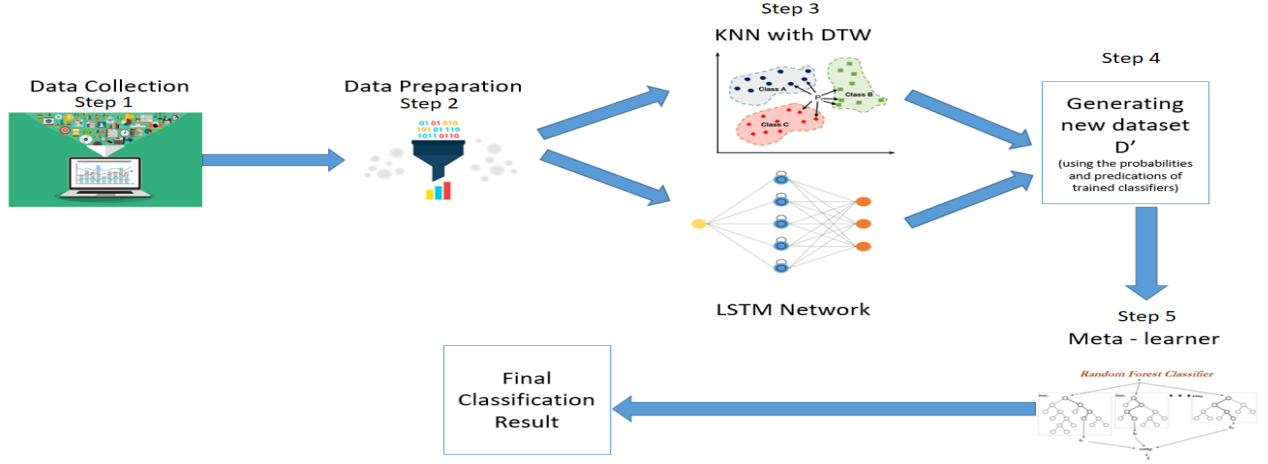 Data Collection
Step 1
Data Preparation
Step 2
01 01 010
101 01 110
1011 0110
Step 3
KNN with DTW
Class A
Class B
P
Class C
LSTM Network
Step 4
Generating
new dataset
D’
(using the probabilities
and predications of
trained classifiers)
Step 5
Meta - learner
Random Forest Classifier
Final
Classification
Result